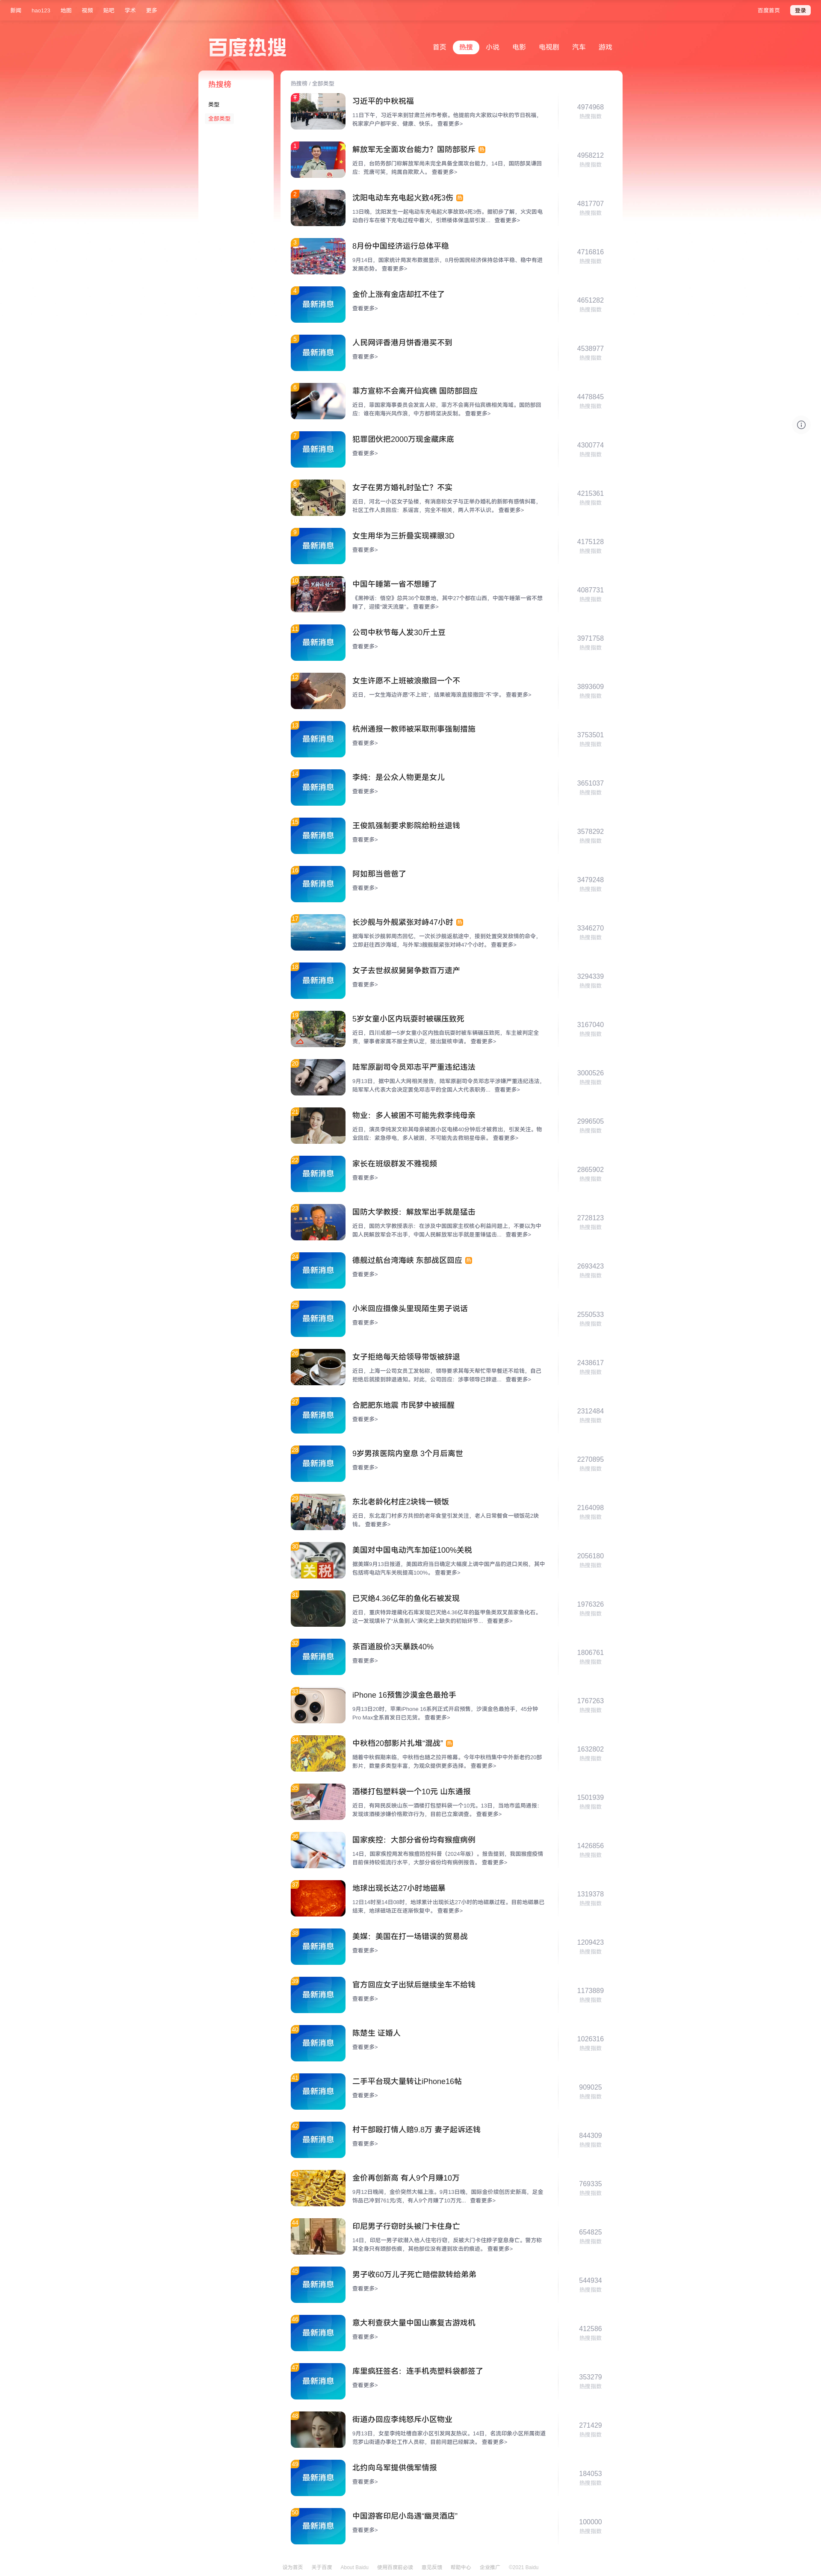 新闻 hao123 地图 视频 贴吧 学术 更多 百度首页 登录
百度热搜
首页 热搜 小说 电影 电视剧 汽车 游戏
热搜榜
类型
全部类型
热搜榜 / 全部类型
习近平的中秋祝福
11日下午，习近平来到甘肃兰州市考察。他提前向大家致以中秋的节日祝福，
祝家家户户都平安、健康、快乐。 查看更多>
4974968
热搜指数
1
解放军无全面攻台能力？国防部驳斥 热
近日，台防务部门称解放军尚未完全具备全面攻台能力，14日，国防部吴谦回
应：荒唐可笑，纯属自欺欺人。 查看更多>
4958212
热搜指数
2
沈阳电动车充电起火致4死3伤 热
13日晚，沈阳发生一起电动车充电起火事故致4死3伤。据初步了解，火灾因电
动自行车在楼下充电过程中着火，引燃楼体保温层引发... 查看更多>
4817707
热搜指数
3
8月份中国经济运行总体平稳
9月14日，国家统计局发布数据显示，8月份国民经济保持总体平稳、稳中有进
发展态势。 查看更多>
4716816
热搜指数
4
最新消息
金价上涨有金店却扛不住了
查看更多>
4651282
热搜指数
5
最新消息
人民网评香港月饼香港买不到
查看更多>
4538977
热搜指数
6
菲方宣称不会离开仙宾礁 国防部回应
近日，菲国家海事委员会发言人称，菲方不会离开仙宾礁相关海域。国防部回
应：谁在南海兴风作浪，中方都将坚决反制。 查看更多>
4478845
热搜指数
7
最新消息
犯罪团伙把2000万现金藏床底
查看更多>
4300774
热搜指数
8
女子在男方婚礼时坠亡？不实
近日，河北一小区女子坠楼，有消息称女子与正举办婚礼的新郎有感情纠葛，
社区工作人员回应：系谣言，完全不相关，两人并不认识。 查看更多>
4215361
热搜指数
9
最新消息
女生用华为三折叠实现裸眼3D
查看更多>
4175128
热搜指数
10
中国午睡第一省不想睡了
《黑神话：悟空》总共36个取景地，其中27个都在山西，中国午睡第一省不想
睡了，迎接“泼天流量”。 查看更多>
4087731
热搜指数
11
最新消息
公司中秋节每人发30斤土豆
查看更多>
3971758
热搜指数
12
女生许愿不上班被浪撤回一个不
近日，一女生海边许愿“不上班”，结果被海浪直接撤回“不”字。 查看更多>
3893609
热搜指数
13
最新消息
杭州通报一教师被采取刑事强制措施
查看更多>
3753501
热搜指数
14
最新消息
李纯：是公众人物更是女儿
查看更多>
3651037
热搜指数
15
最新消息
王俊凯强制要求影院给粉丝退钱
查看更多>
3578292
热搜指数
16
最新消息
阿如那当爸爸了
查看更多>
3479248
热搜指数
17
长沙舰与外舰紧张对峙47小时 热
据海军长沙舰郭周杰回忆，一次长沙舰返航途中，接到处置突发敌情的命令，
立即赶往西沙海域，与外军3艘舰艇紧张对峙47个小时。 查看更多>
3346270
热搜指数
18
最新消息
女子去世叔叔舅舅争数百万遗产
查看更多>
3294339
热搜指数
19
5岁女童小区内玩耍时被碾压致死
近日，四川成都一5岁女童小区内独自玩耍时被车辆碾压致死，车主被判定全
责，肇事者家属不服全责认定，提出复核申请。 查看更多>
3167040
热搜指数
20
陆军原副司令员邓志平严重违纪违法
9月13日，据中国人大网相关报告，陆军原副司令员邓志平涉嫌严重违纪违法，
陆军军人代表大会决定罢免邓志平的全国人大代表职务... 查看更多>
3000526
热搜指数
21
物业：多人被困不可能先救李纯母亲
近日，演员李纯发文称其母亲被困小区电梯40分钟后才被救出，引发关注。物
业回应：紧急停电，多人被困，不可能先去救明星母亲。 查看更多>
2996505
热搜指数
22
最新消息
家长在班级群发不雅视频
查看更多>
2865902
热搜指数
23
国防大学教授：解放军出手就是猛击
近日，国防大学教授表示：在涉及中国国家主权核心利益问题上，不要以为中
国人民解放军会不出手，中国人民解放军出手就是重锤猛击... 查看更多>
2728123
热搜指数
24
最新消息
德舰过航台湾海峡 东部战区回应 热
查看更多>
2693423
热搜指数
25
最新消息
小米回应摄像头里现陌生男子说话
查看更多>
2550533
热搜指数
26
女子拒绝每天给领导带饭被辞退
近日，上海一公司女员工发帖称，领导要求其每天帮忙带早餐还不给钱，自己
拒绝后就接到辞退通知。对此，公司回应：涉事领导已辞退... 查看更多>
2438617
热搜指数
27
最新消息
合肥肥东地震 市民梦中被摇醒
查看更多>
2312484
热搜指数
28
最新消息
9岁男孩医院内窒息 3个月后离世
查看更多>
2270895
热搜指数
29
东北老龄化村庄2块钱一顿饭
近日，东北龙门村多方共担的老年食堂引发关注，老人日常餐食一顿饭花2块
钱。 查看更多>
2164098
热搜指数
30
关税
美国对中国电动汽车加征100%关税
据美媒9月13日报道，美国政府当日确定大幅度上调中国产品的进口关税，其中
包括将电动汽车关税提高100%。 查看更多>
2056180
热搜指数
31
已灭绝4.36亿年的鱼化石被发现
近日，重庆特异埋藏化石库发现已灭绝4.36亿年的盔甲鱼类双叉苗家鱼化石。
这一发现填补了“从鱼到人”演化史上缺失的初始环节... 查看更多>
1976326
热搜指数
32
最新消息
茶百道股价3天暴跌40%
查看更多>
1806761
热搜指数
33
iPhone 16预售沙漠金色最抢手
9月13日20时，苹果iPhone 16系列正式开启预售，沙漠金色最抢手，45分钟
Pro Max全系首发日已无货。 查看更多>
1767263
热搜指数
34
中秋档20部影片扎堆“混战” 热
随着中秋假期来临，中秋档也随之拉开帷幕。今年中秋档集中中外新老的20部
影片，数量多类型丰富，为观众提供更多选择。 查看更多>
1632802
热搜指数
35
酒楼打包塑料袋一个10元 山东通报
近日，有网民反映山东一酒楼打包塑料袋一个10元。13日，当地市监局通报：
发现该酒楼涉嫌价格欺诈行为，目前已立案调查。 查看更多>
1501939
热搜指数
36
国家疾控：大部分省份均有猴痘病例
14日，国家疾控局发布猴痘防控科普（2024年版）。报告提到，我国猴痘疫情
目前保持较低流行水平，大部分省份均有病例报告。 查看更多>
1426856
热搜指数
37
地球出现长达27小时地磁暴
12日14时至14日08时，地球累计出现长达27小时的地磁暴过程。目前地磁暴已
结束，地球磁场正在逐渐恢复中。 查看更多>
1319378
热搜指数
38
最新消息
美媒：美国在打一场错误的贸易战
查看更多>
1209423
热搜指数
39
最新消息
官方回应女子出狱后继续坐车不给钱
查看更多>
1173889
热搜指数
40
最新消息
陈楚生 证婚人
查看更多>
1026316
热搜指数
41
最新消息
二手平台现大量转让iPhone16帖
查看更多>
909025
热搜指数
42
最新消息
村干部殴打情人赔9.8万 妻子起诉还钱
查看更多>
844309
热搜指数
43
金价再创新高 有人9个月赚10万
9月12日晚间，金价突然大幅上涨。9月13日晚，国际金价续创历史新高，足金
饰品已冲到761元/克，有人9个月赚了10万元... 查看更多>
769335
热搜指数
44
印尼男子行窃时头被门卡住身亡
14日，印尼一男子欲潜入他人住宅行窃，反被大门卡住脖子窒息身亡。警方称
其全身只有颈部伤痕，其他部位没有遭到攻击的痕迹。 查看更多>
654825
热搜指数
45
最新消息
男子收60万儿子死亡赔偿款转给弟弟
查看更多>
544934
热搜指数
46
最新消息
意大利查获大量中国山寨复古游戏机
查看更多>
412586
热搜指数
47
最新消息
库里疯狂签名：连手机壳塑料袋都签了
查看更多>
353279
热搜指数
48
街道办回应李纯怒斥小区物业
9月13日，女星李纯吐槽自家小区引发网友热议。14日，名流印象小区所属街道
范罗山街道办事处工作人员称，目前问题已经解决。 查看更多>
271429
热搜指数
49
最新消息
北约向乌军提供俄军情报
查看更多>
184053
热搜指数
50
最新消息
中国游客印尼小岛遇“幽灵酒店”
查看更多>
100000
热搜指数
设为首页 关于百度 About Baidu 使用百度前必读 意见反馈 帮助中心 企业推广 ©2022 Baidu